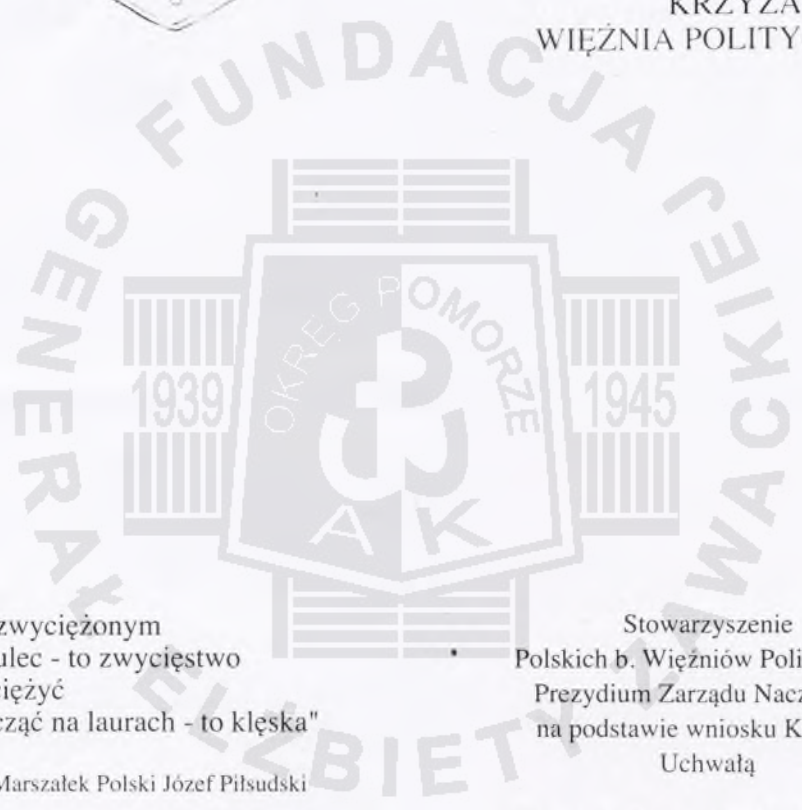 KRZYŻA
WIĘŹNIA POLITY
zwyciężonym
ulec - to zwycięstwo
iężyć
cząć na laurach - to klęska"
Marszałek Polski Józef Piłsudski
Stowarzyszenie
Polskich b. Więźniów Poli
Prezydium Zarządu Nacz
na podstawie wniosku K
Uchwałą
FUNDACJA GENERAŁ ELŻBIETY ZAWACKIEJ
OKRĘG POMORZE
1939
1945
AK